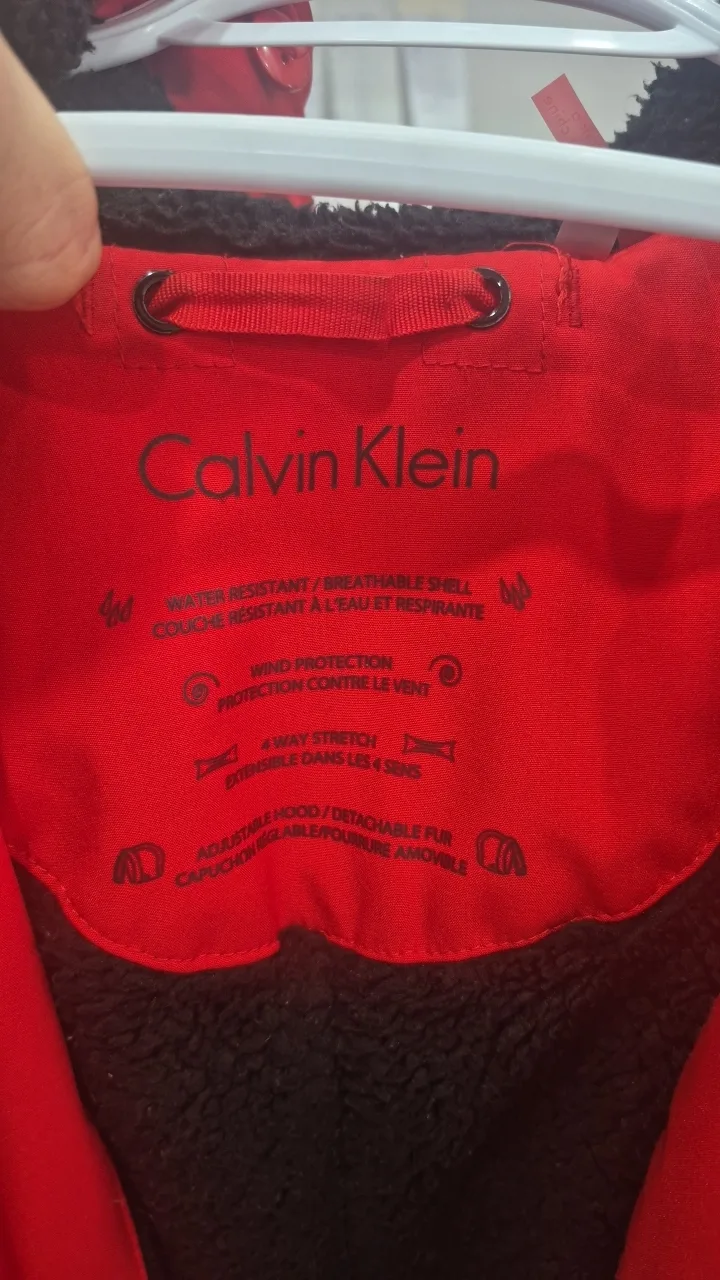 Calvin Klein
WATER RESISTANT / BREATHABLE SHELL
COUCHE RÉSISTANT À L'EAU ET RESPIRANTE
WIND PROTECTION
PROTECTION CONTRE LE VENT
4 WAY STRETCH
EXTENSIBLE DANS LES 4 SENS
ADJUSTABLE HOOD / DETACHABLE FUR
CAPUCHON RÉGLABLE/FOURRURE AMOVIBLE